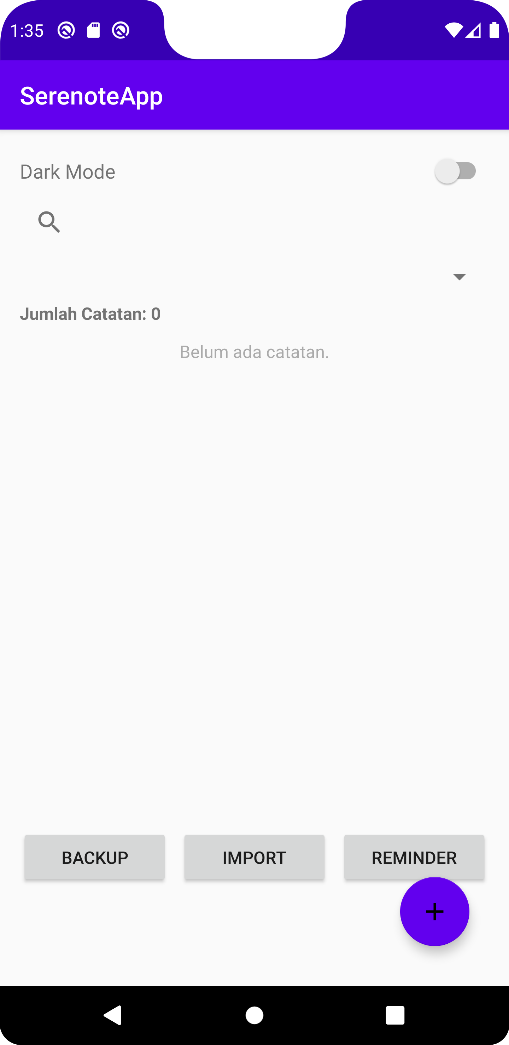 1:35
SerenoteApp
Dark Mode
Jumlah Catatan: 0
Belum ada catatan.
BACKUP IMPORT REMINDER
+